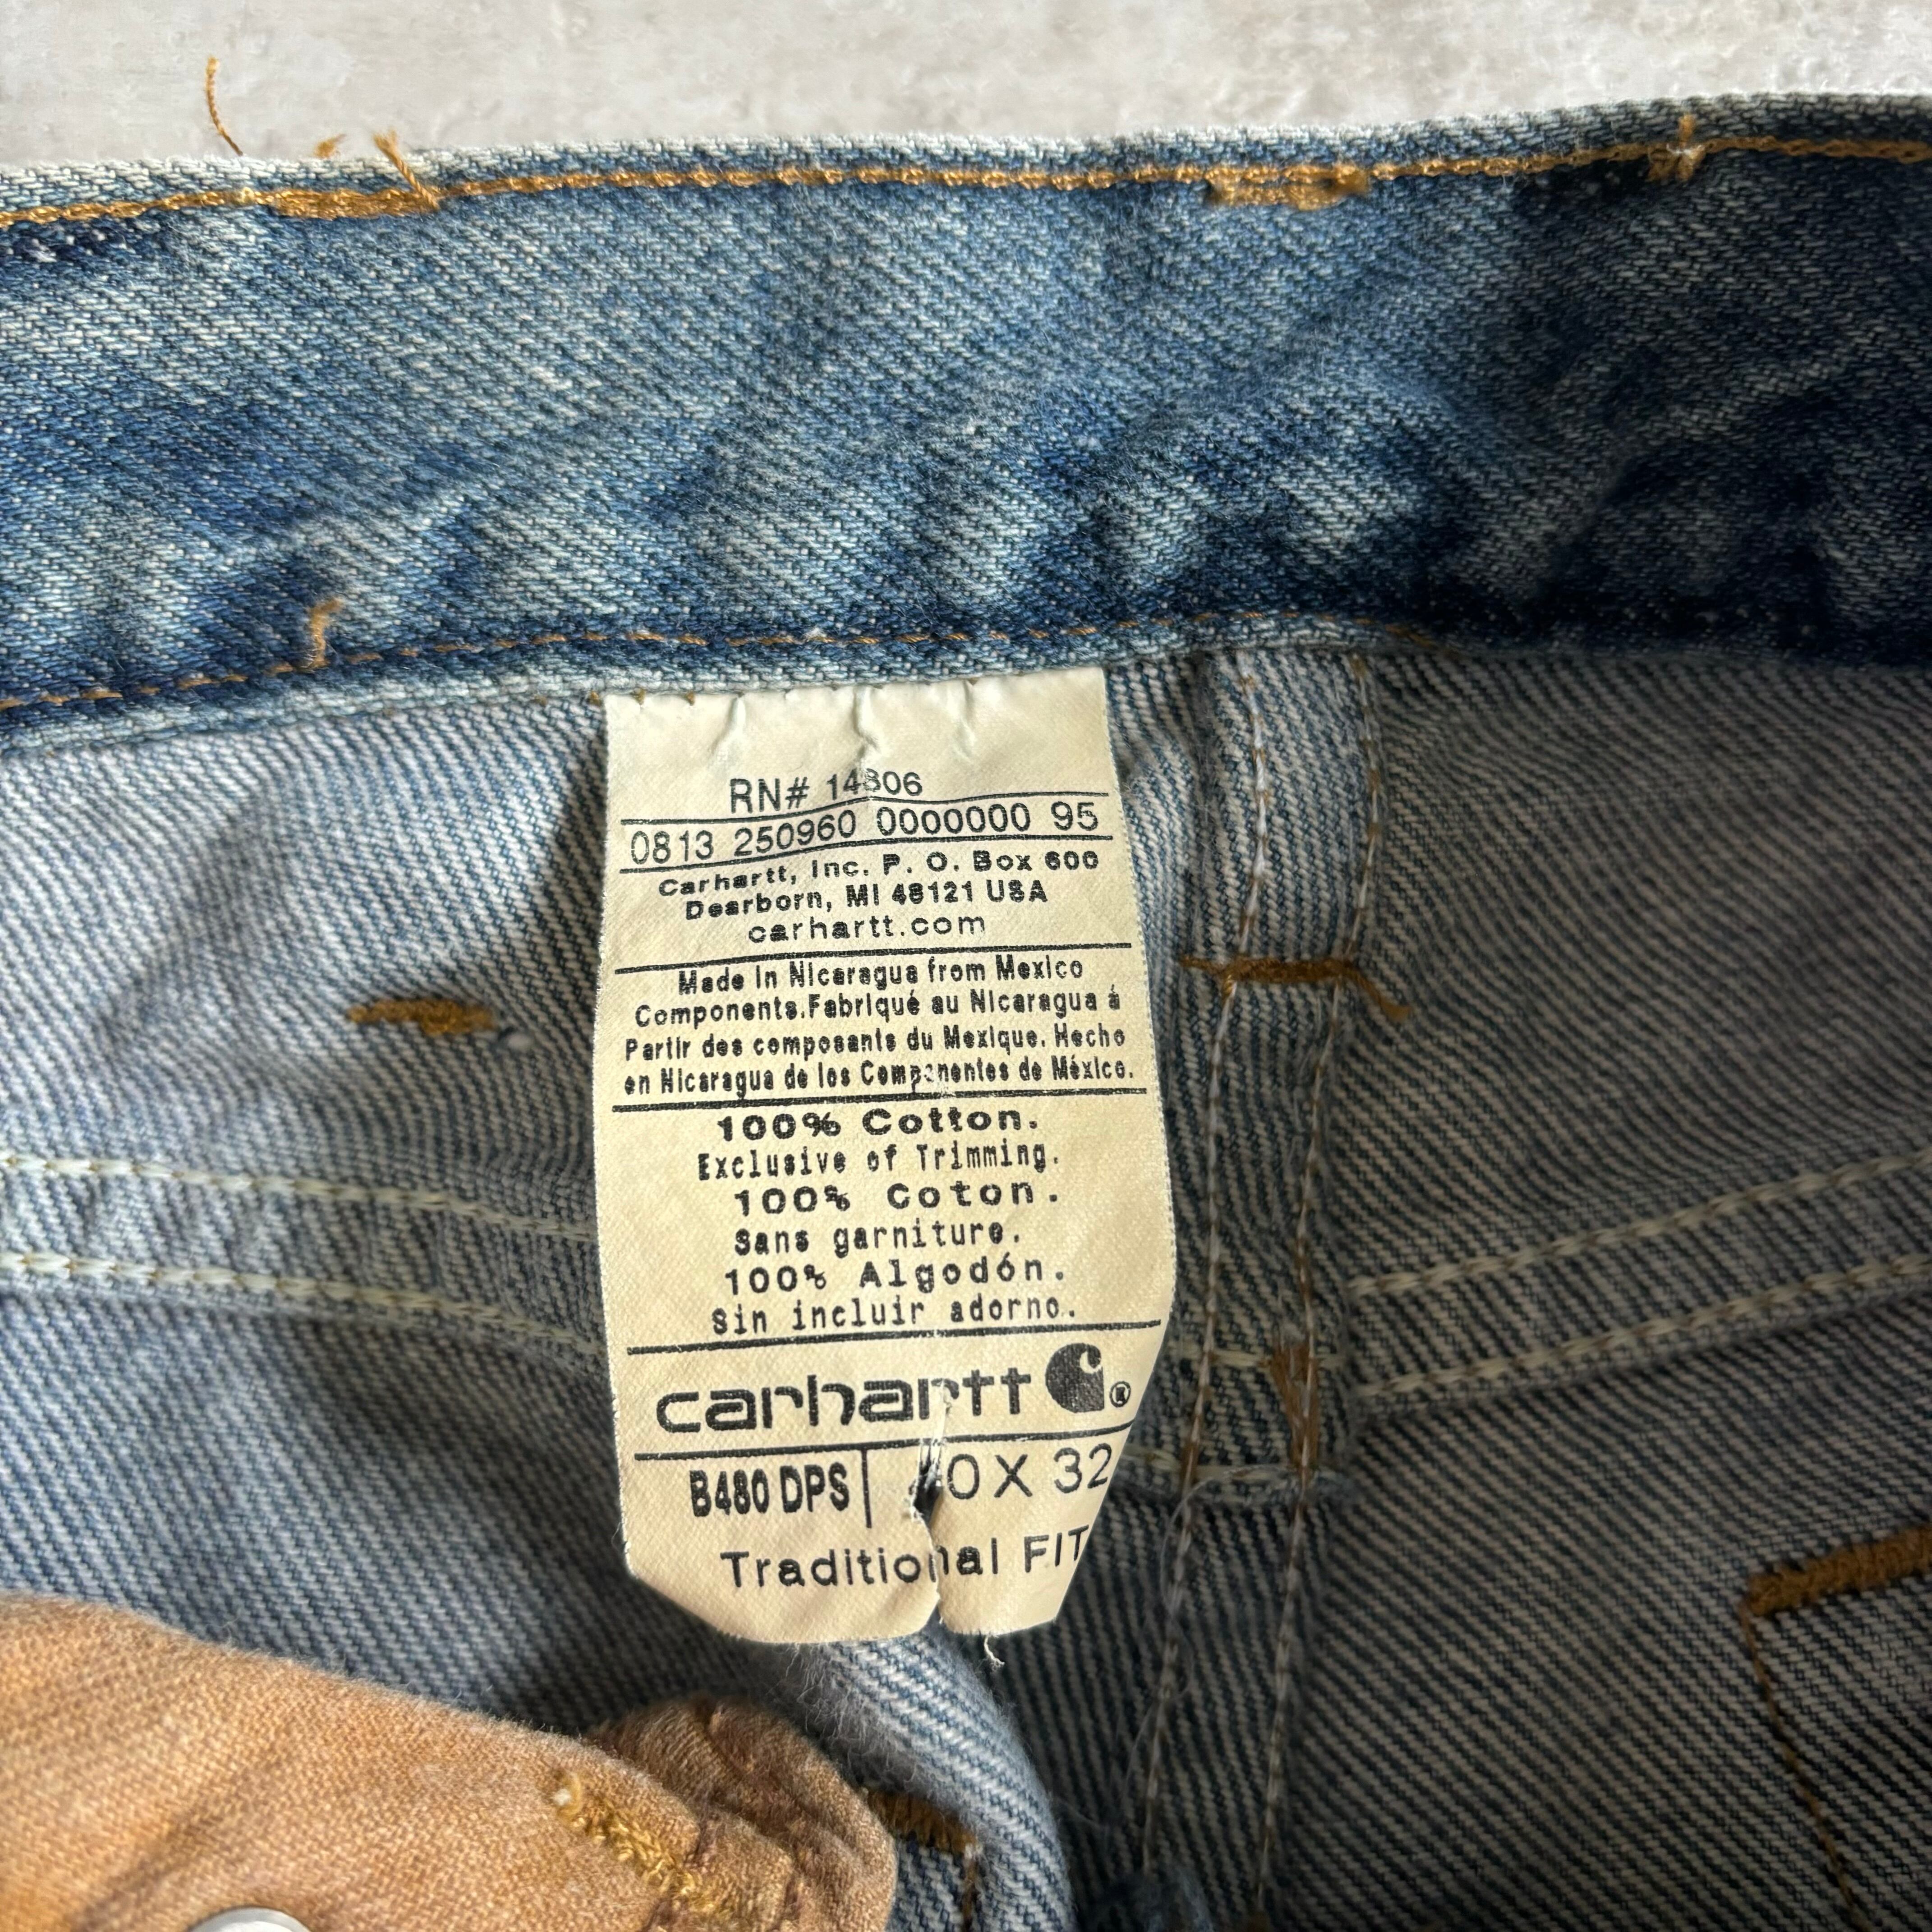 RN# 14806
0813 250960 0000000 95
Carhartt, Inc. P. O. Box 600
Dearborn, MI 48121 USA
carhartt.com
Made in Nicaragua from Mexico
Components.Fabriqué au Nicaragua à
Partir des composants du Mexique. Hecho
en Nicaragua de los Componentes de México.
100% Cotton.
Exclusive of Trimming.
100% Coton.
Sans garniture.
100% Algodón.
Sin incluir adorno.
carhartt ®
B480 DPS 40 X 32
Traditional FIT